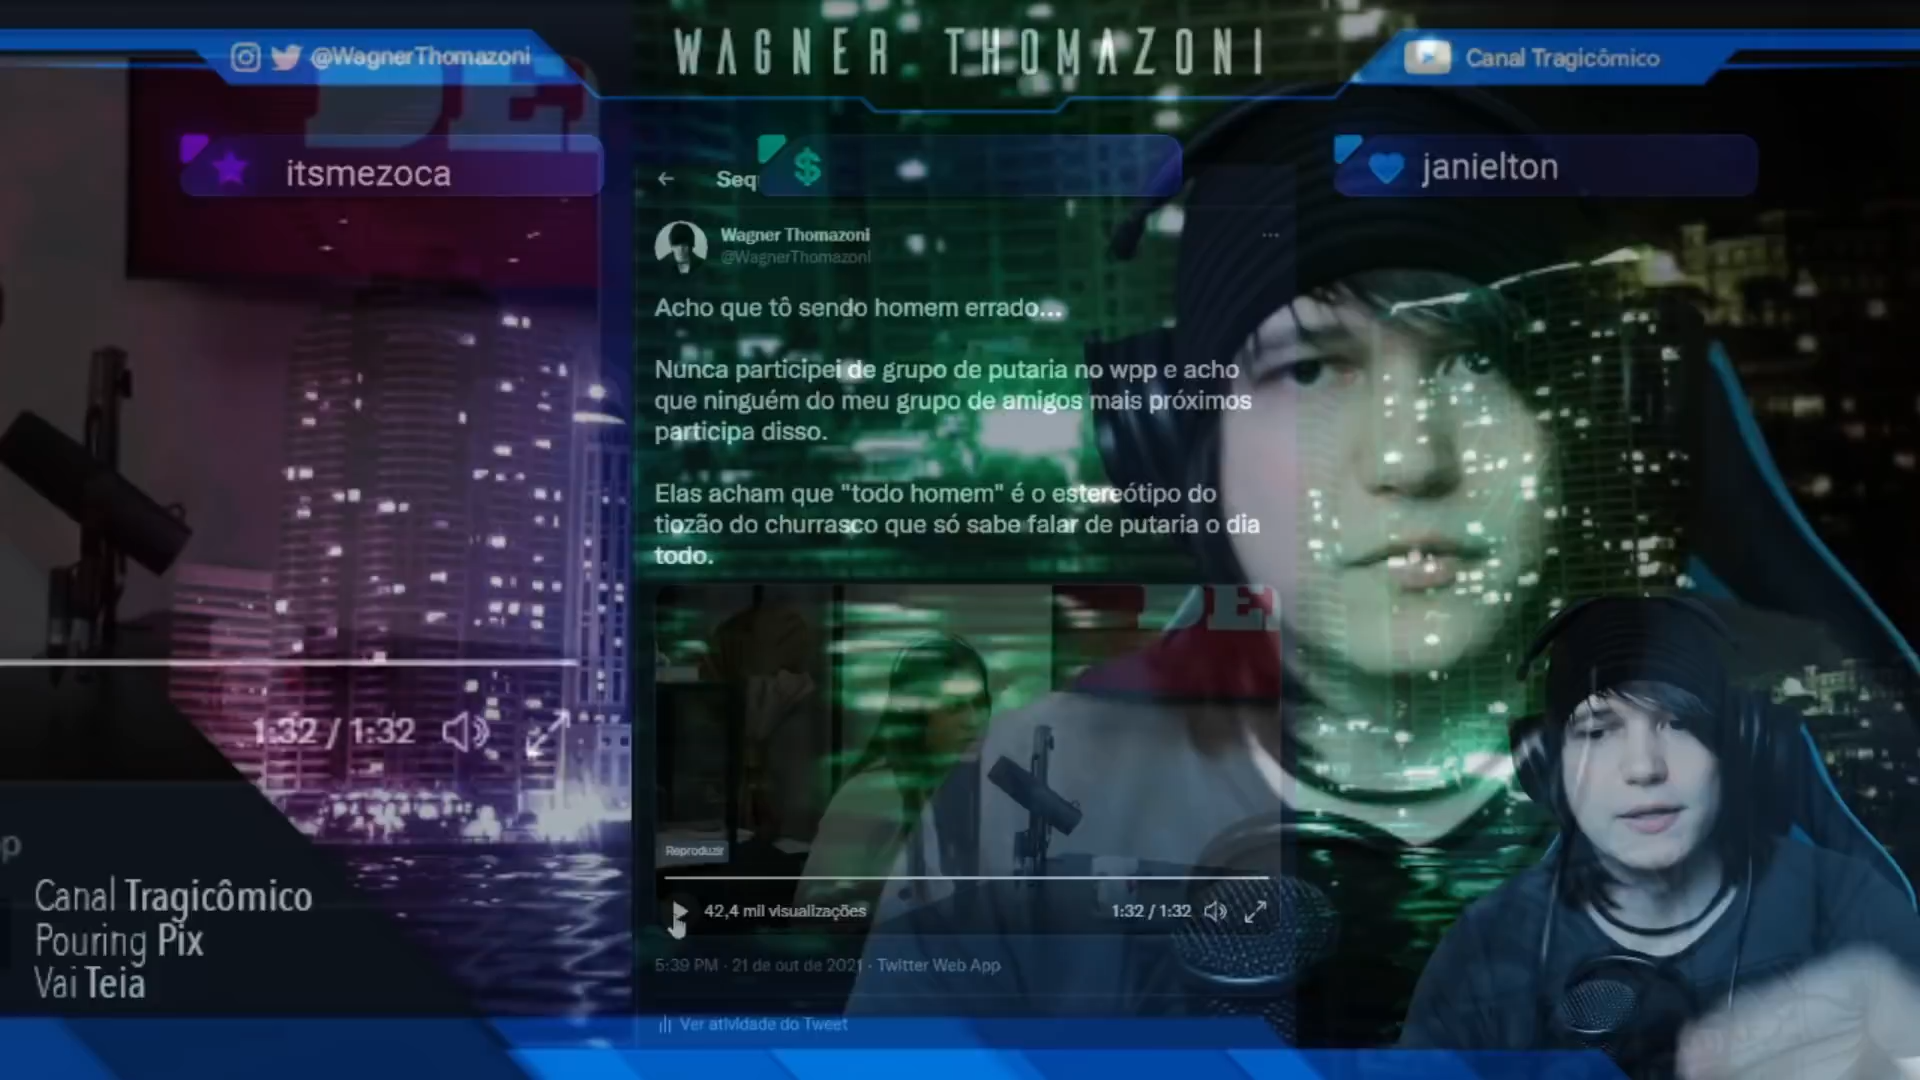 WAGNER THOMAZONI
@WagnerThomazoni
Canal Tragicômico
DE
itsmezoca
$
janielton
Seq
Wagner Thomazoni
@WagnerThomazoni
Acho que tô sendo homem errado...
Nunca participei de grupo de putaria no wpp e acho
que ninguém do meu grupo de amigos mais próximos
participa disso.
Elas acham que "todo homem" é o estereótipo do
tiozão do churrasco que só sabe falar de putaria o dia
todo.
DE
1:32 / 1:32
Reproduzir
42,4 mil visualizações
1:32 / 1:32
5:39 PM · 21 de out de 2021 · Twitter Web App
Ver atividade do Tweet
p
Canal Tragicômico
Pouring Pix
Vai Teia